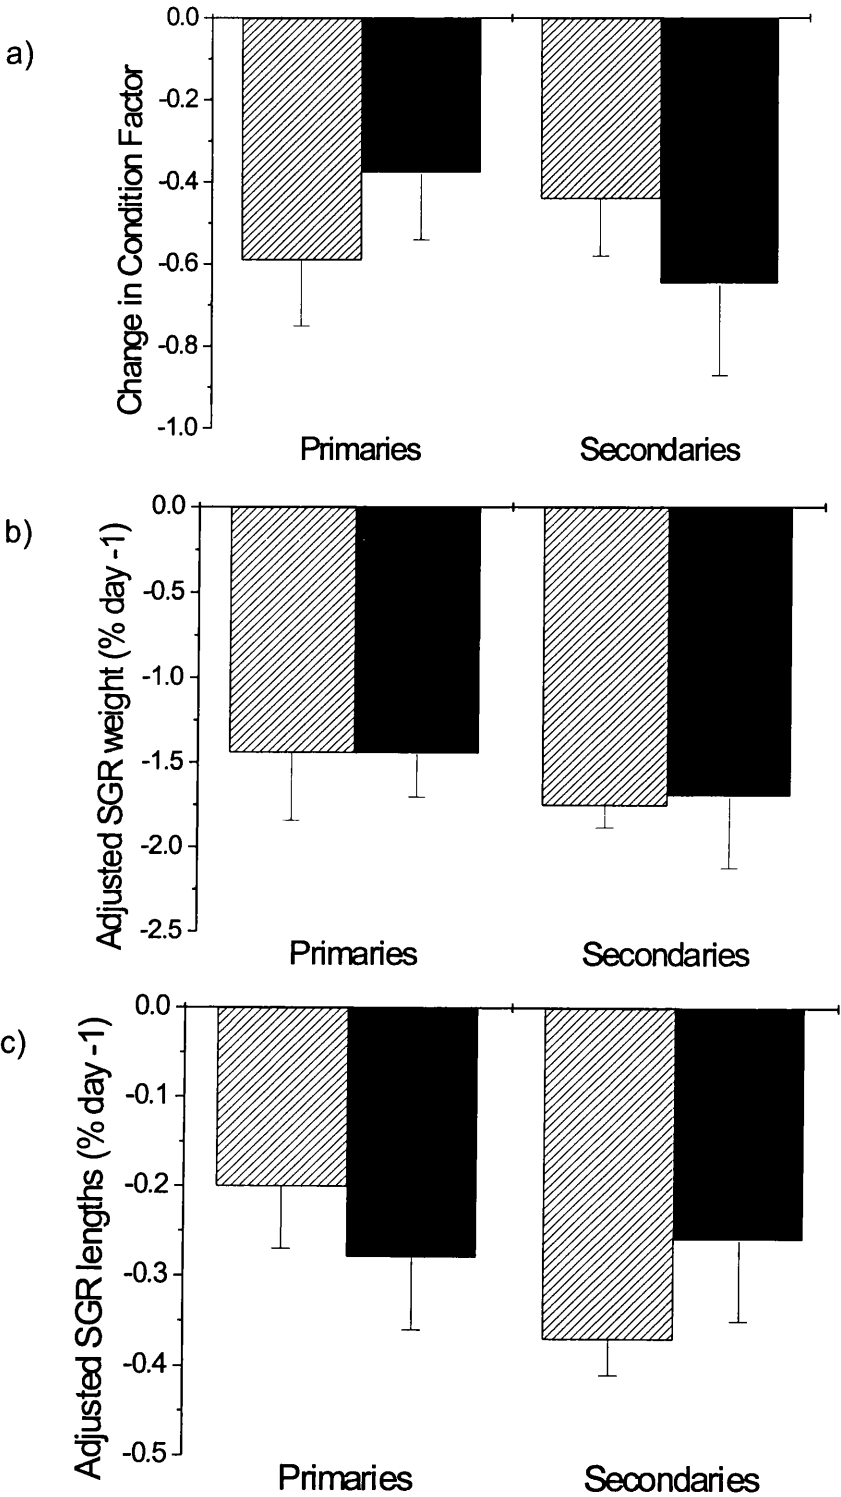 a)
Change in Condition Factor
0.0
-0.2
-0.4
-0.6
-0.8
-1.0
Primaries Secondaries
b)
Adjusted SGR weight (% day -1)
0.0
-0.5
-1.0
-1.5
-2.0
-2.5
Primaries Secondaries
c)
Adjusted SGR lengths (% day -1)
0.0
-0.1
-0.2
-0.3
-0.4
-0.5
Primaries Secondaries